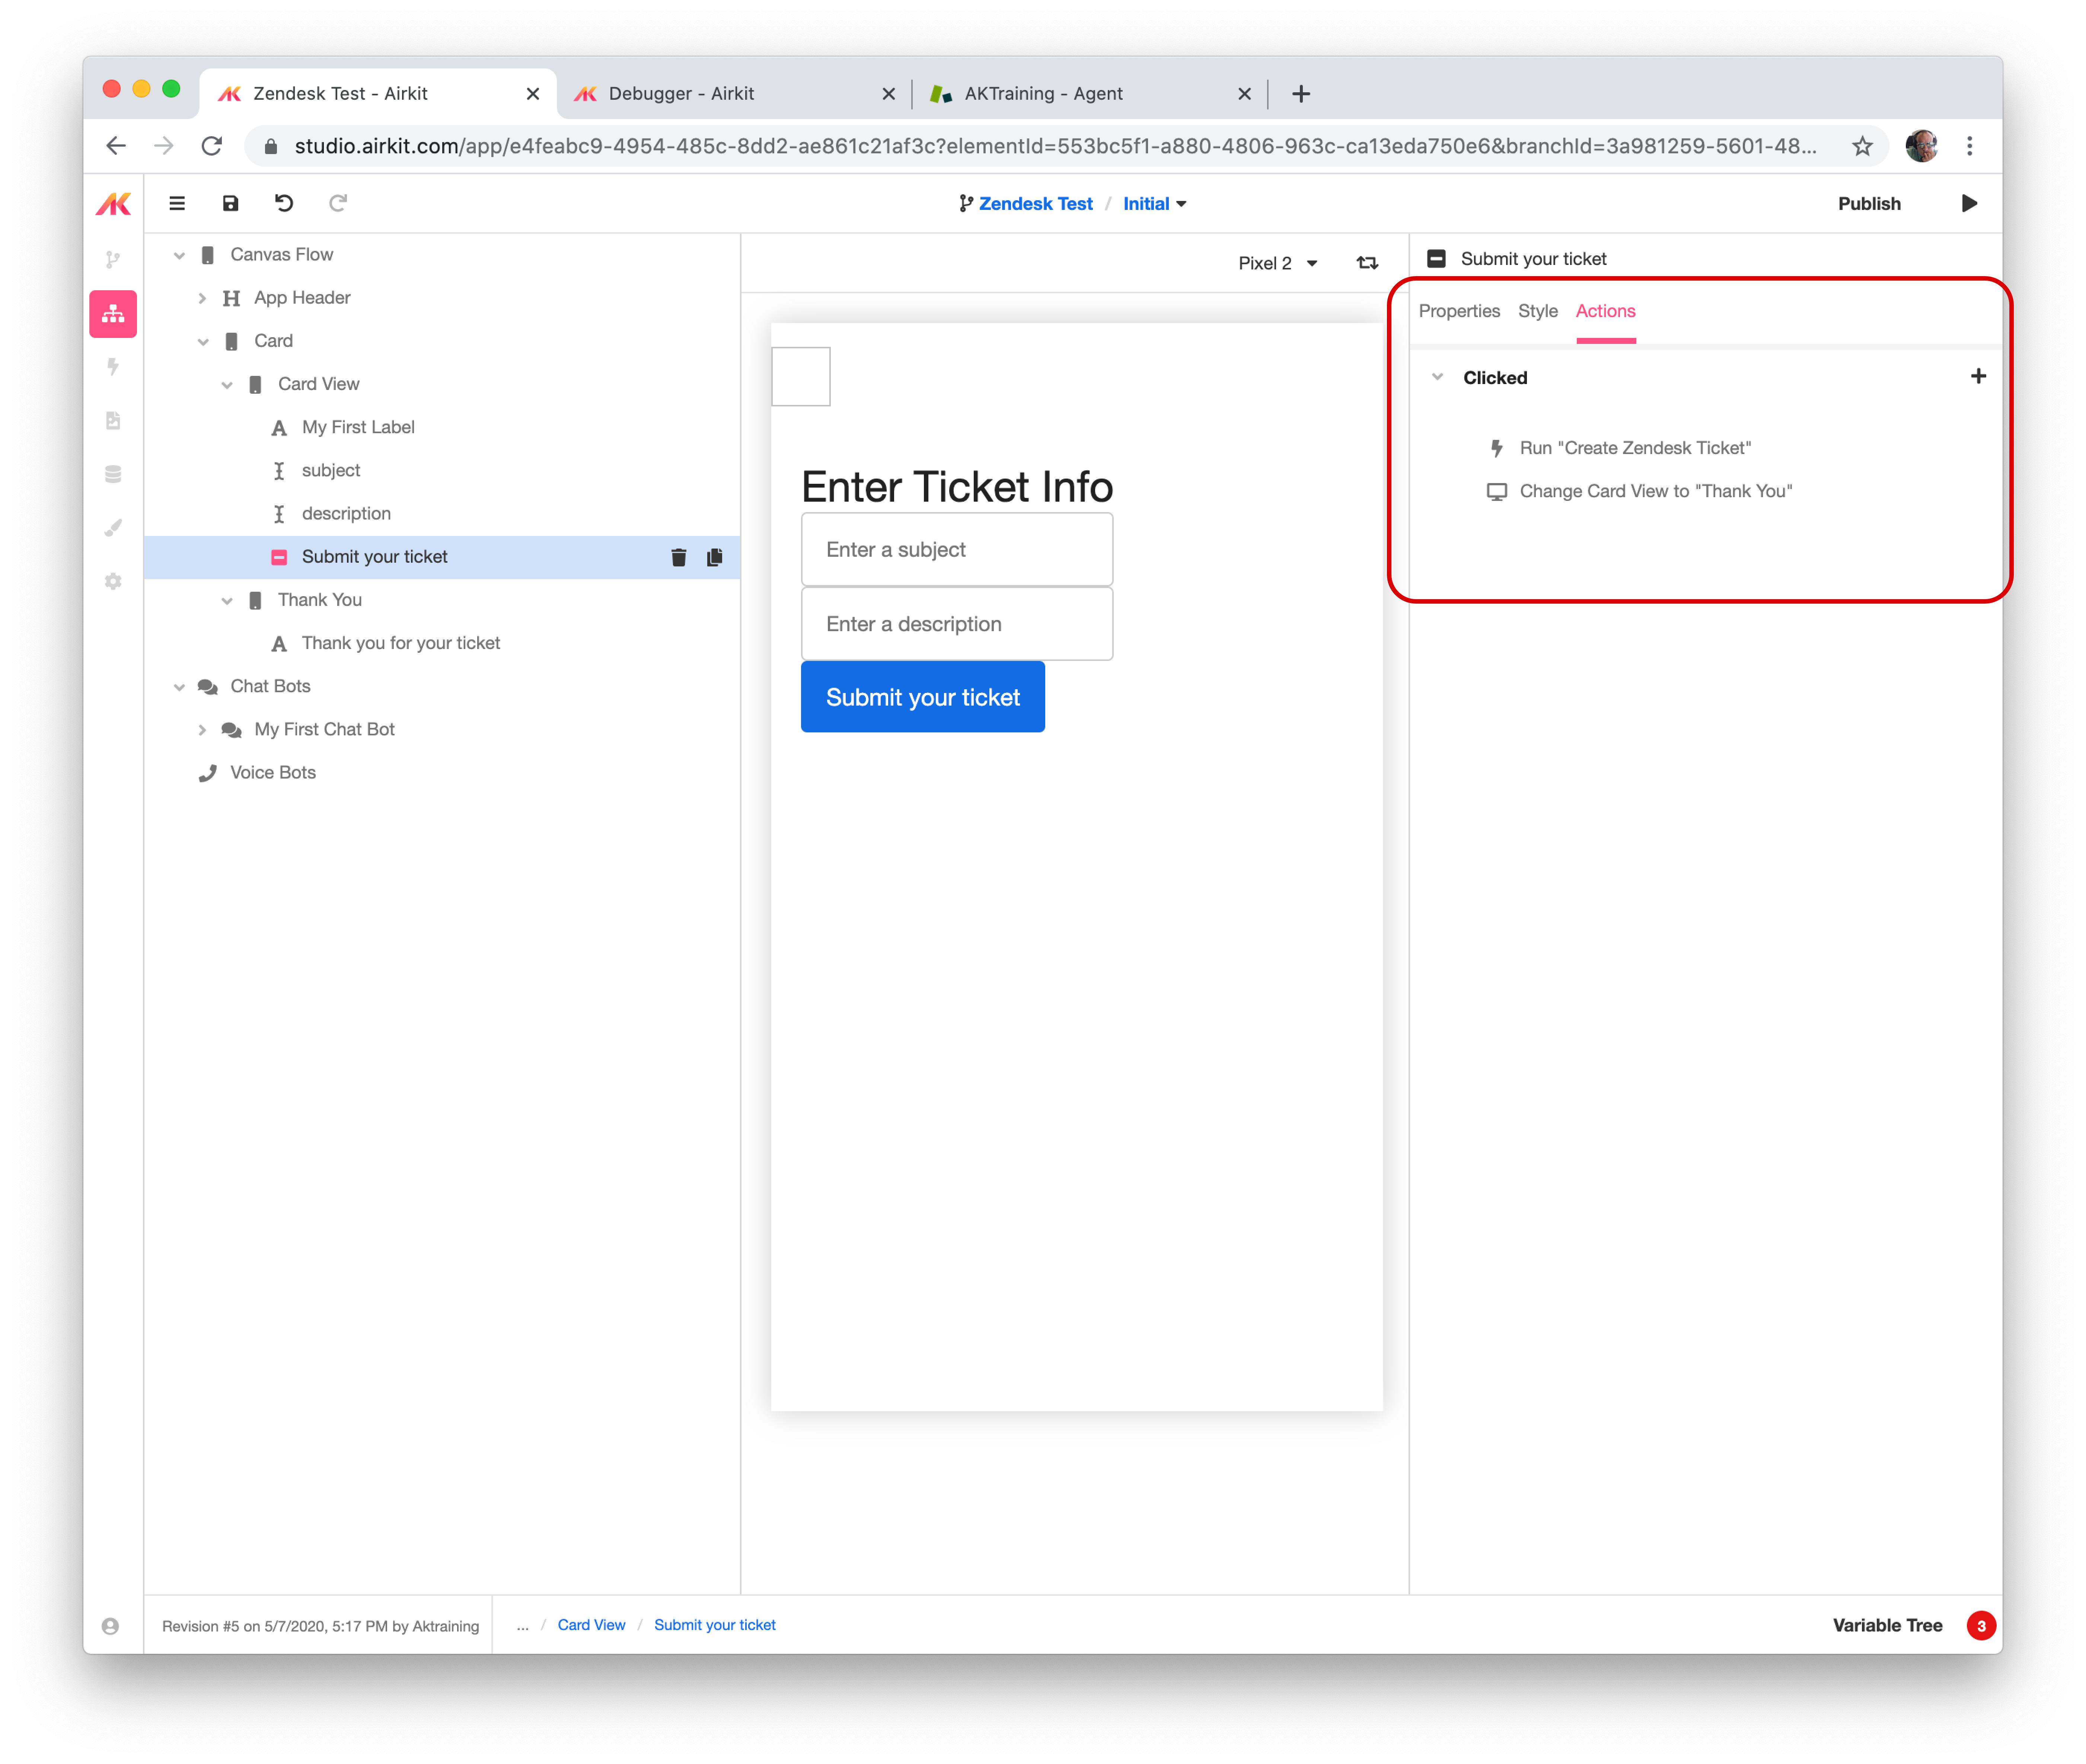 Zendesk Test - Airkit
Debugger - Airkit
AKTraining - Agent
studio.airkit.com/app/e4feabc9-4954-485c-8dd2-ae861c21af3c?elementId=553bc5f1-a880-4806-963c-ca13eda750e6&branchId=3a981259-5601-48...
Zendesk Test / Initial
Publish
Canvas Flow
App Header
Card
Card View
My First Label
subject
description
Submit your ticket
Thank You
Thank you for your ticket
Chat Bots
My First Chat Bot
Voice Bots
Pixel 2
Enter Ticket Info
Enter a subject
Enter a description
Submit your ticket
Submit your ticket
Properties Style Actions
Clicked
Run "Create Zendesk Ticket"
Change Card View to "Thank You"
Revision #5 on 5/7/2020, 5:17 PM by Aktraining
... / Card View / Submit your ticket
Variable Tree 3